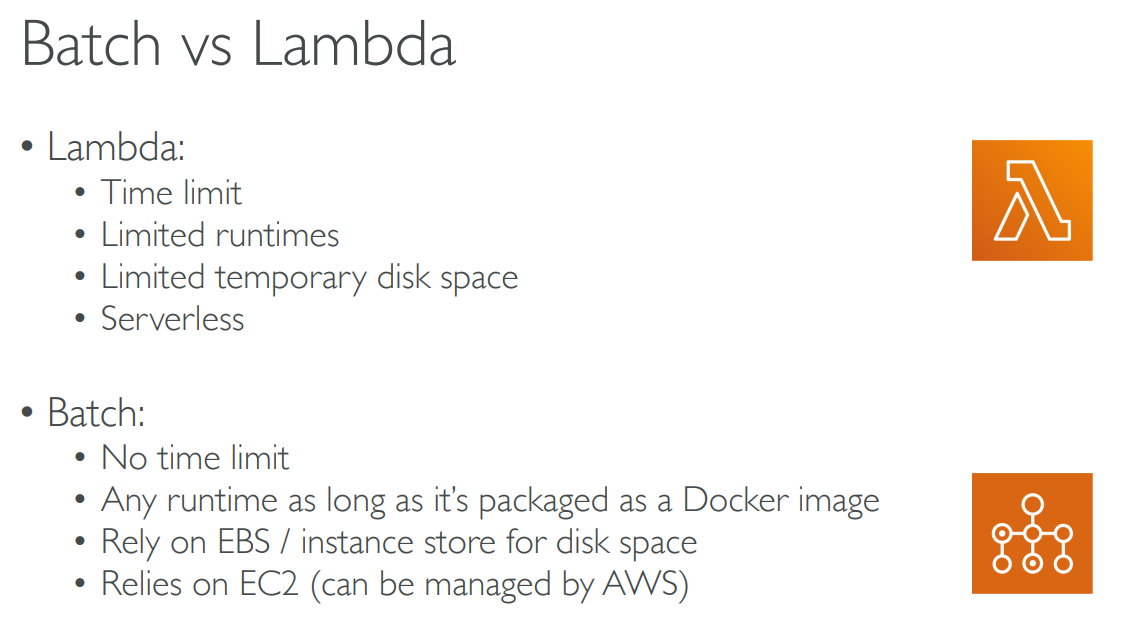 Batch vs Lambda
• Lambda:
• Time limit
• Limited runtimes
• Limited temporary disk space
• Serverless
• Batch:
• No time limit
• Any runtime as long as it’s packaged as a Docker image
• Rely on EBS / instance store for disk space
• Relies on EC2 (can be managed by AWS)